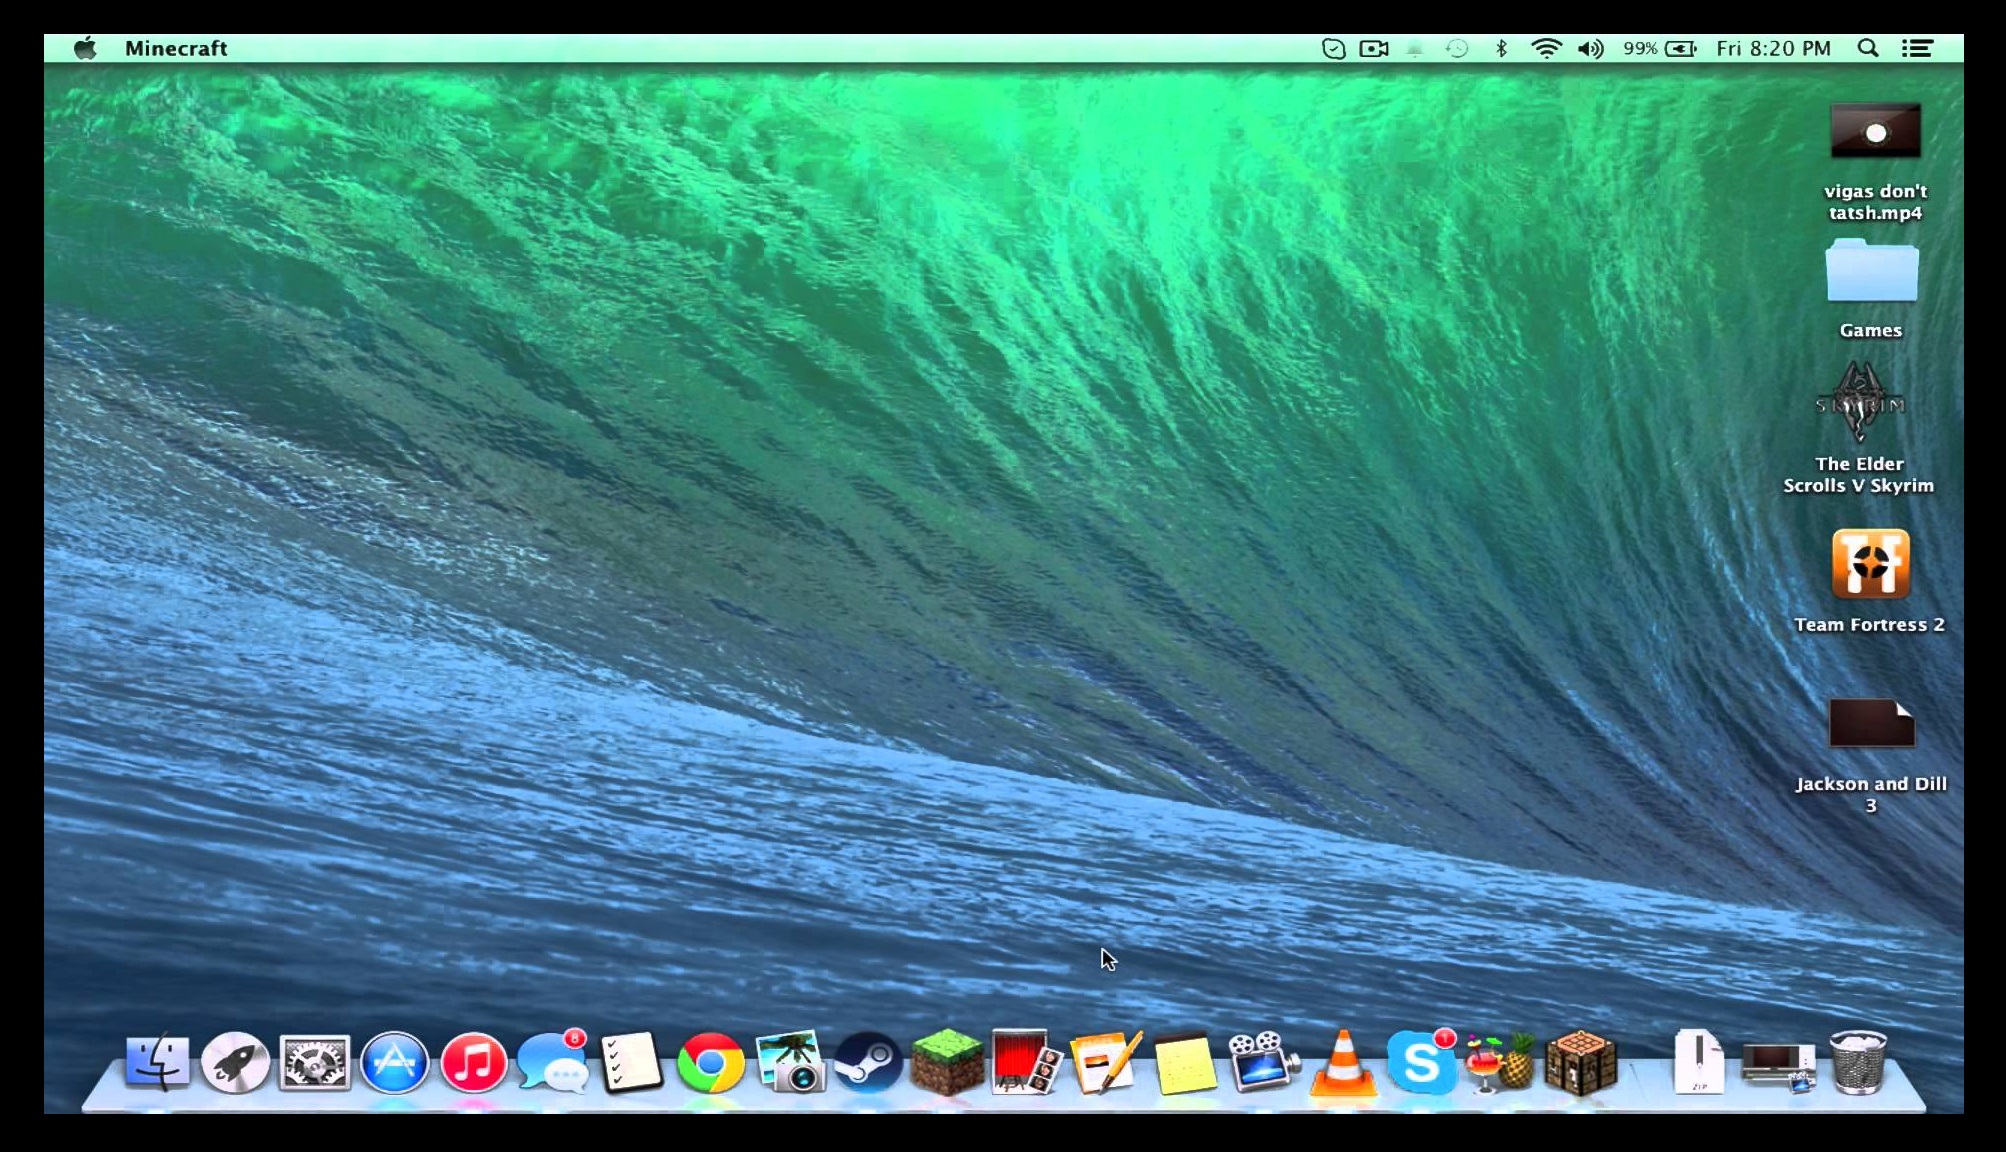 Minecraft
99%
Fri 8:20 PM
vigas don't
tatsh.mp4
Games
SKYRIM
The Elder
Scrolls V Skyrim
Team Fortress 2
Jackson and Dill
3
8
1
ZIP